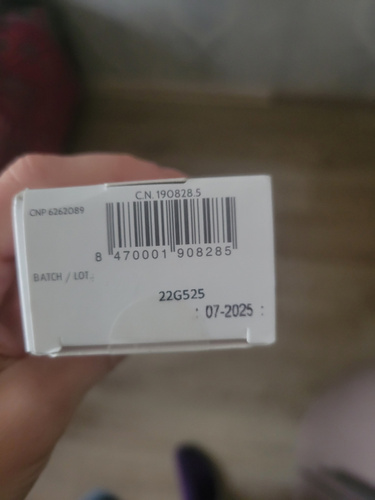 C.N. 190828.5
CNP 6262089
8 470001 908285
BATCH / LOT.
22G525
: 07-2025 :